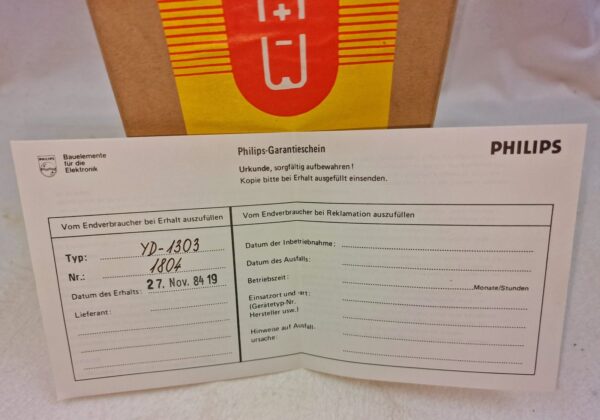 Philips-Garantieschein
PHILIPS
PHILIPS
Bauelemente
für die
Elektronik
Urkunde, sorgfältig aufbewahren!
Kopie bitte bei Erhalt ausgefüllt einsenden.
Vom Endverbraucher bei Erhalt auszufüllen
Typ: YD-1303
Nr.: 1804
Datum des Erhalts: 27. Nov. 84 19
Lieferant:
Vom Endverbraucher bei Reklamation auszufüllen
Datum der Inbetriebnahme:
Datum des Ausfalls:
Betriebszeit: Monate/Stunden
Einsatzort und -art:
(Gerätetyp-Nr.
Hersteller usw.)
Hinweise auf Ausfall-
ursache: